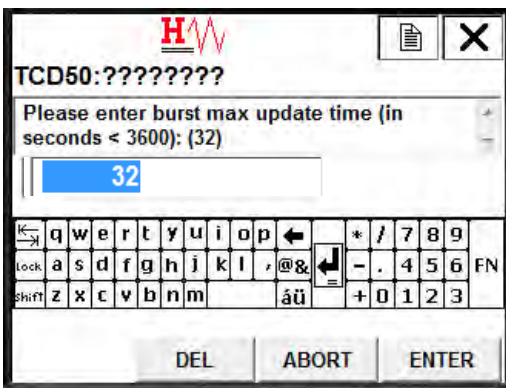 H
TCD50:????????
Please enter burst max update time (in
seconds < 3600): (32)
32
q w e r t y u i o p * / 7 8 9
Lock a s d f g h j k l , @& - . 4 5 6 FN
Shift z x c v b n m áü + 0 1 2 3
DEL ABORT ENTER